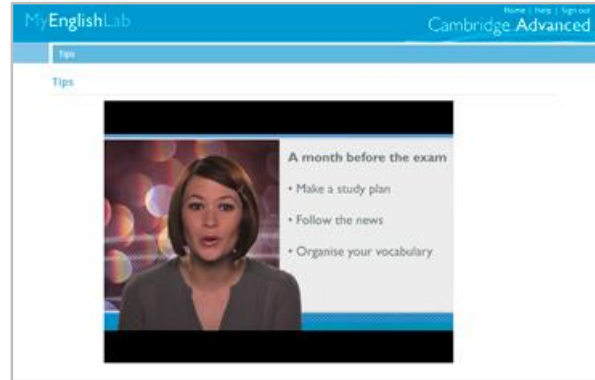 Home | Help | Sign out
MyEnglishLab
Cambridge Advanced
Tips
Tips
A month before the exam
• Make a study plan
• Follow the news
• Organise your vocabulary